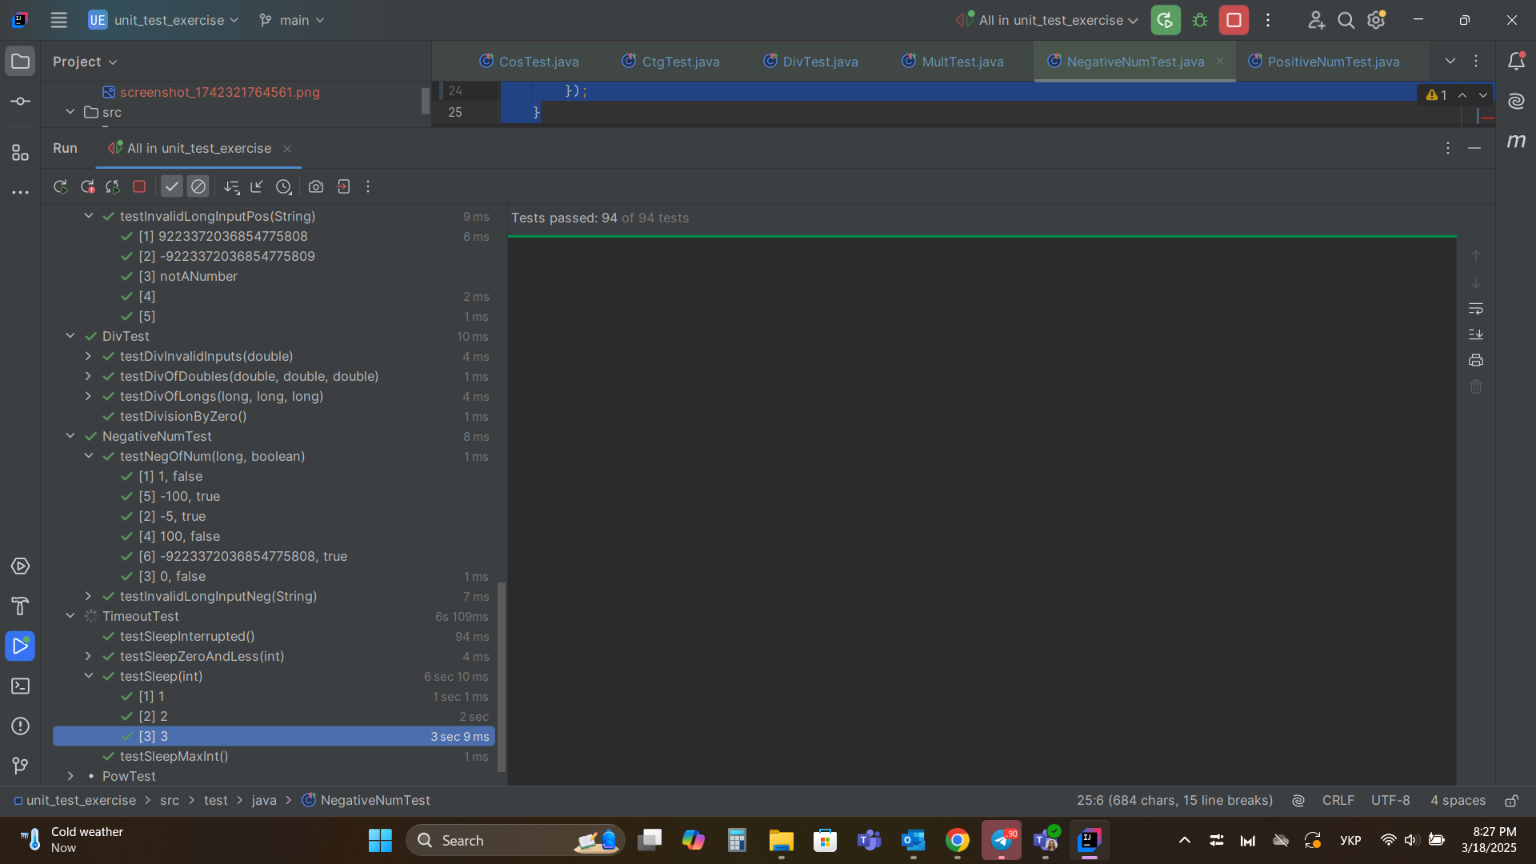 UE unit_test_exercise main All in unit_test_exercise
Project CosTest.java CtgTest.java DivTest.java MultTest.java NegativeNumTest.java PositiveNumTest.java
screenshot_1742321764561.png 24 }); 1
src 25 }
Run All in unit_test_exercise
testInvalidLongInputPos(String) 9 ms Tests passed: 94 of 94 tests
[1] 9223372036854775808 6 ms
[2] -9223372036854775809
[3] notANumber
[4] 2 ms
[5] 1 ms
DivTest 10 ms
testDivInvalidInputs(double) 4 ms
testDivOfDoubles(double, double, double) 1 ms
testDivOfLongs(long, long, long) 4 ms
testDivisionByZero() 1 ms
NegativeNumTest 8 ms
testNegOfNum(long, boolean) 1 ms
[1] 1, false
[5] -100, true
[2] -5, true
[4] 100, false
[6] -9223372036854775808, true
[3] 0, false 1 ms
testInvalidLongInputNeg(String) 7 ms
TimeoutTest 6s 109ms
testSleepInterrupted() 94 ms
testSleepZeroAndLess(int) 4 ms
testSleep(int) 6 sec 10 ms
[1] 1 1 sec 1 ms
[2] 2 2 sec
[3] 3 3 sec 9 ms
testSleepMaxInt() 1 ms
PowTest
unit_test_exercise > src > test > java > NegativeNumTest 25:6 (684 chars, 15 line breaks) CRLF UTF-8 4 spaces
Cold weather
Now
Search
90
УКР
8:27 PM
3/18/2025